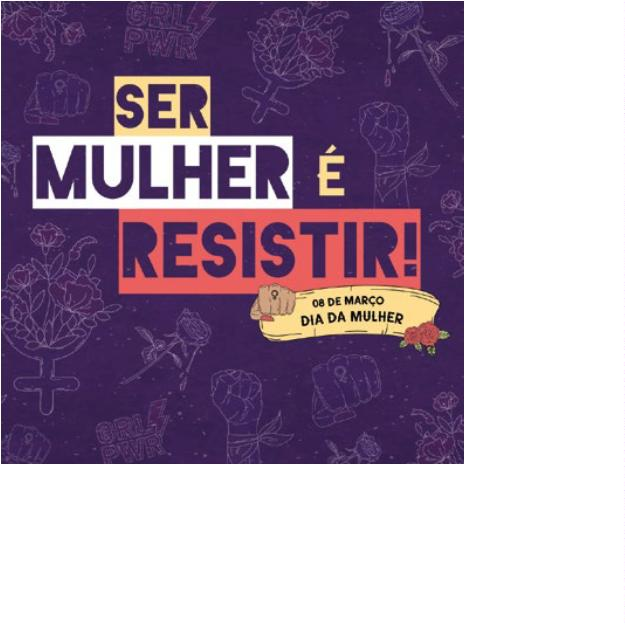 GRL
PWR
SER
MULHER É
RESISTIR!
08 DE MARÇO
DIA DA MULHER
GRL
PWR